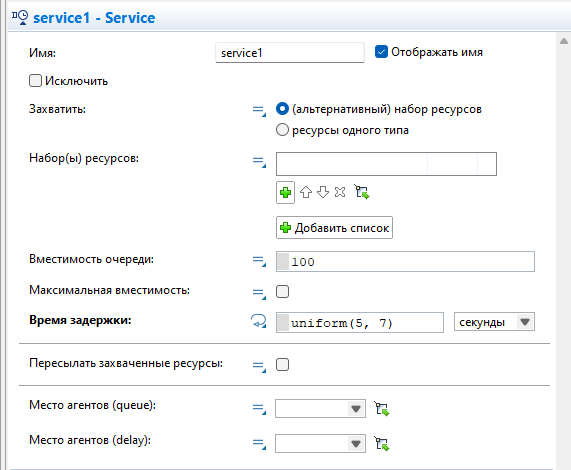 service1 - Service
Имя: service1 Отображать имя
Исключить
Захватить: (альтернативный) набор ресурсов
ресурсы одного типа
Набор(ы) ресурсов:
Добавить список
Вместимость очереди: 100
Максимальная вместимость:
Время задержки: uniform(5, 7) секунды
Пересылать захваченные ресурсы:
Место агентов (queue):
Место агентов (delay):